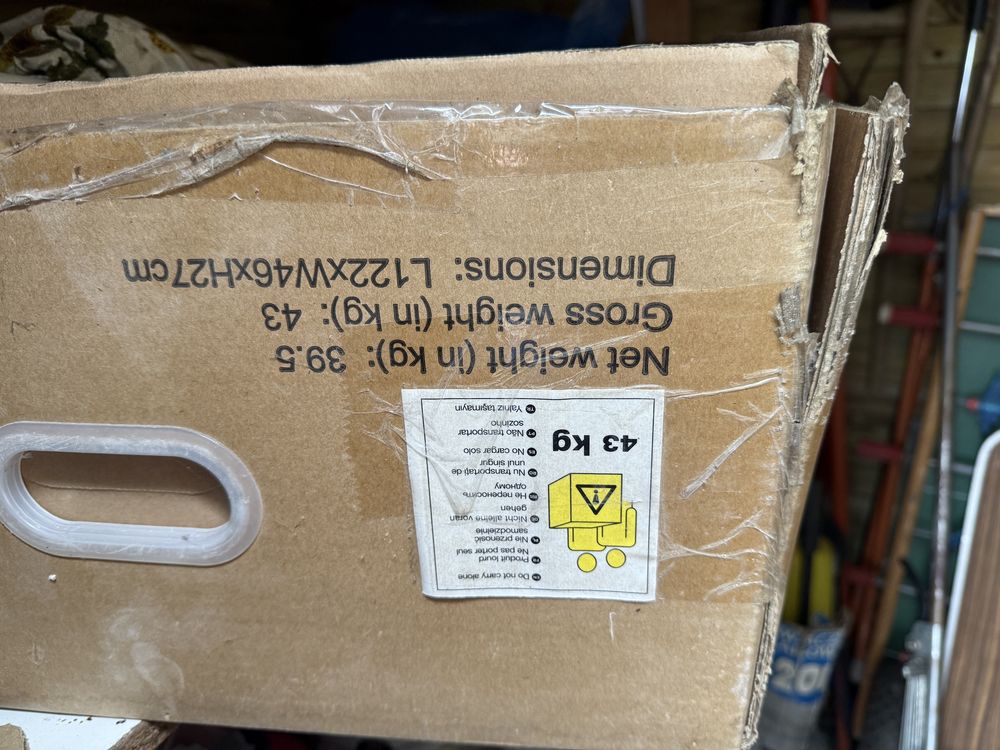 Do not carry alone
Produit lourd
Ne pas porter seul
Nie przenosić
samodzielnie
Nicht alleine voran
gehen
Не переносить
одному
Nu transportați de
unul singur
No cargar solo
Não transportar
sozinho
Yalnız taşımayın
43 kg
Net weight (in kg): 39.5
Gross weight (in kg): 43
Dimensions: L122xW46xH27cm